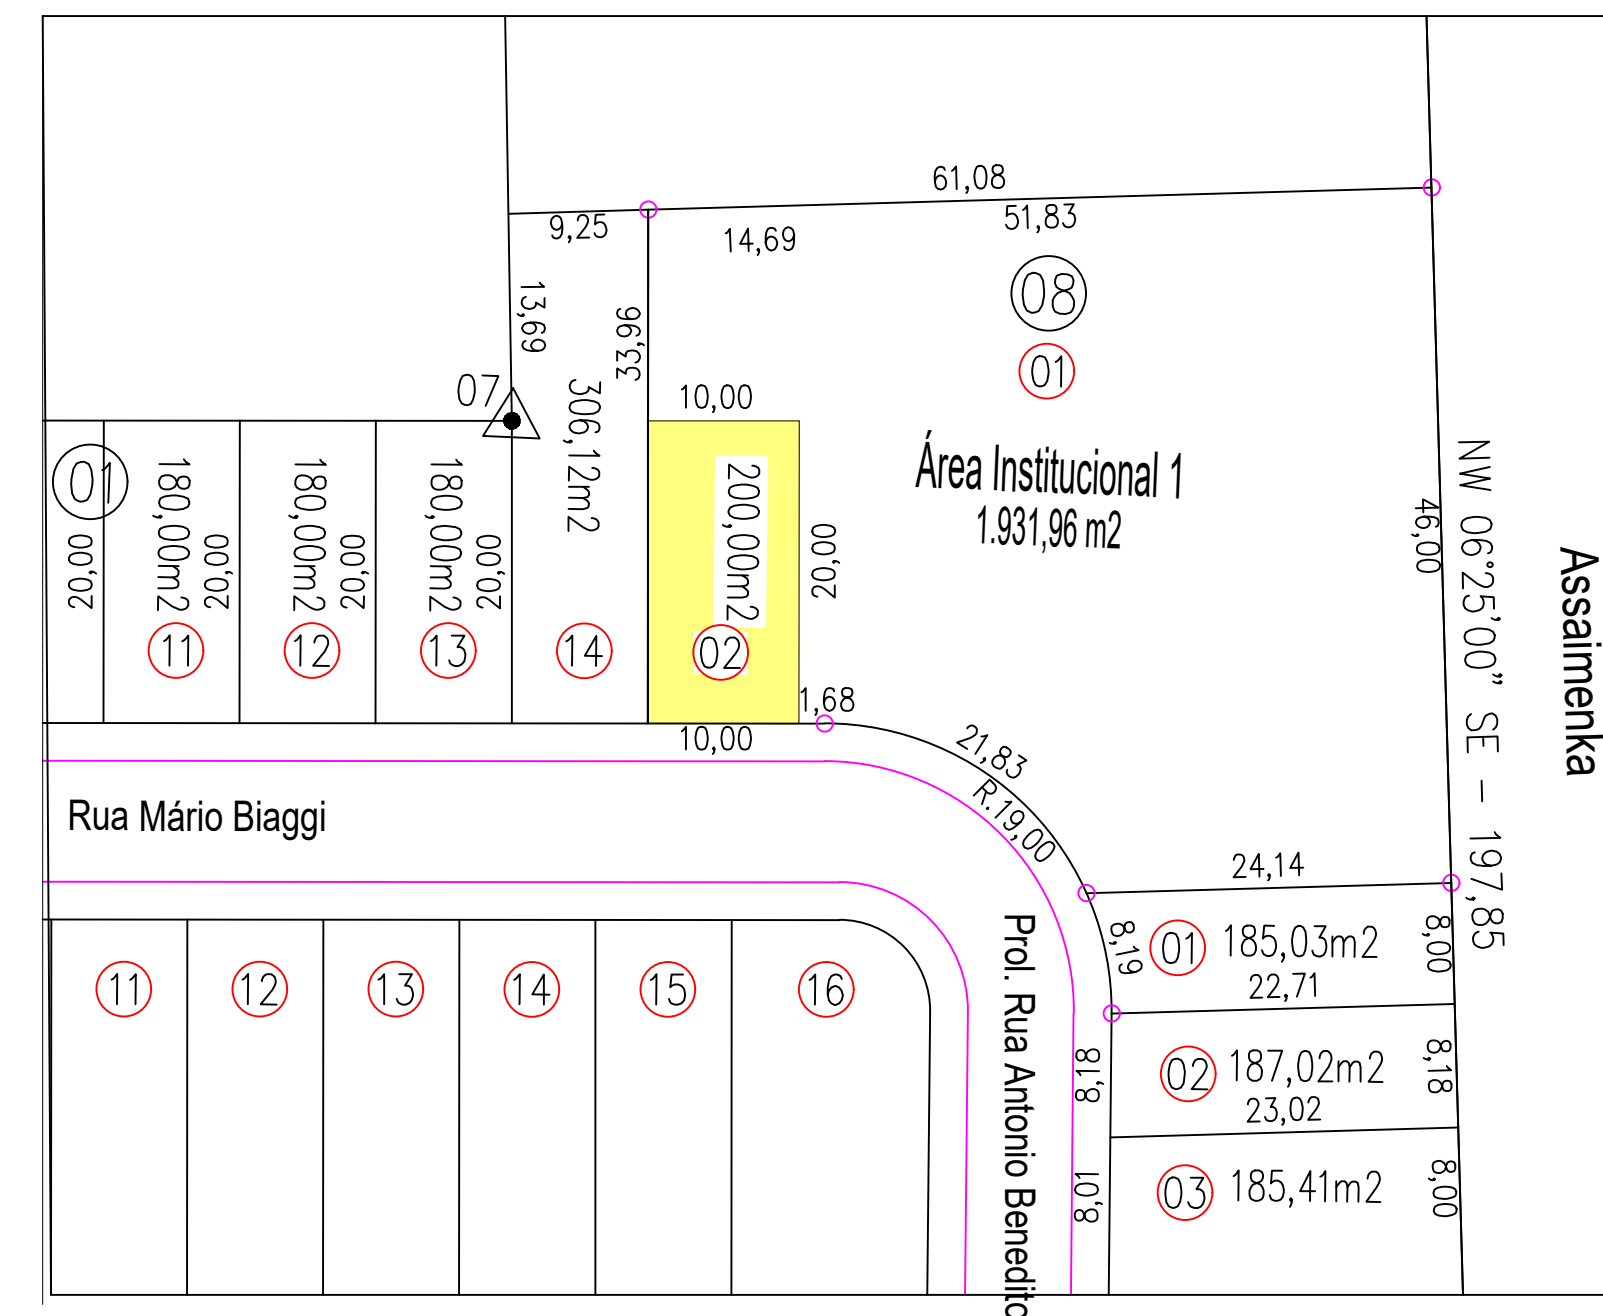 61,08
9,25
51,83
14,69
08
01
13,69
33,96
306,12m2
07
10,00
Área Institucional 1
1.931,96 m2
01
20,00
180,00m2
20,00
180,00m2
20,00
180,00m2
20,00
200,00m2
20,00
46,00
NW 06°25'00” SE - 197,85
Assaimenka
11
12
13
14
02
1,68
10,00
21,83
R.19,00
Rua Mário Biaggi
24,14
8,19
01
185,03m2
8,00
22,71
Prol. Rua Antonio Benedito
11
12
13
14
15
16
8,18
02
187,02m2
8,18
23,02
8,01
03
185,41m2
8,00